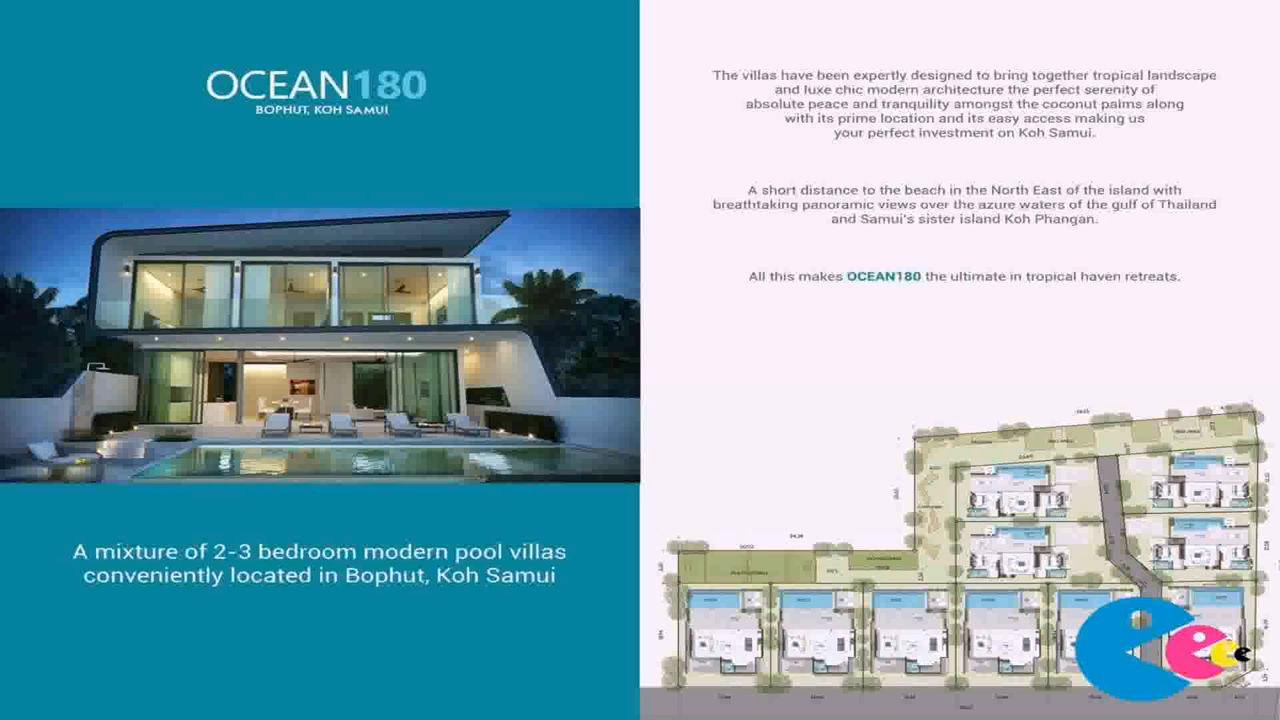 OCEAN180
BOPHUT, KOH SAMUI
A mixture of 2-3 bedroom modern pool villas
conveniently located in Bophut, Koh Samui
The villas have been expertly designed to bring together tropical landscape
and luxe chic modern architecture the perfect serenity of
absolute peace and tranquility amongst the coconut palms along
with its prime location and its easy access making us
your perfect investment on Koh Samui.
A short distance to the beach in the North East of the island with
breathtaking panoramic views over the azure waters of the gulf of Thailand
and Samui's sister island Koh Phangan.
All this makes OCEAN180 the ultimate in tropical haven retreats.